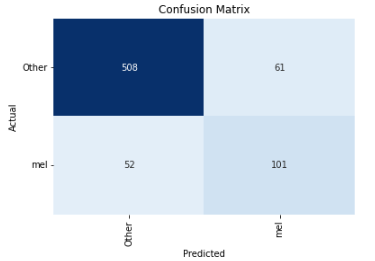 Confusion Matrix
Other
508
61
Actual
mel
52
101
Other
mel
Predicted